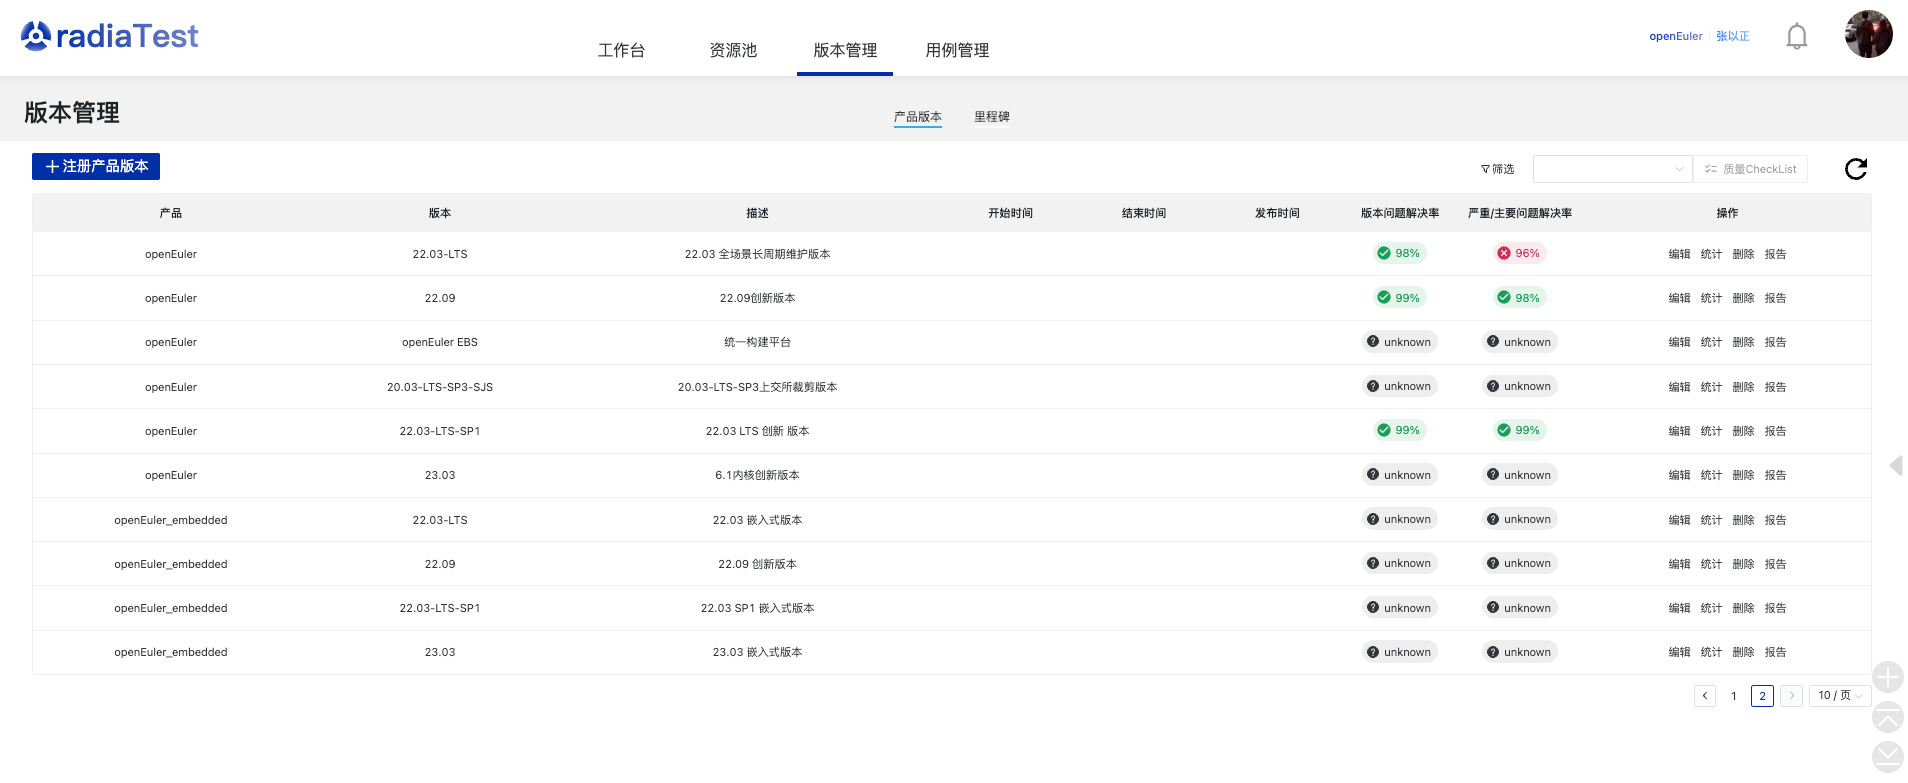 radiaTest
工作台 资源池 版本管理 用例管理
openEuler 张以正
版本管理
产品版本 里程碑
注册产品版本
筛选 质量CheckList
产品 版本 描述 开始时间 结束时间 发布时间 版本问题解决率 严重/主要问题解决率 操作
openEuler 22.03-LTS 22.03 全场景长周期维护版本 98% 96% 编辑 统计 删除 报告
openEuler 22.09 22.09创新版本 99% 98% 编辑 统计 删除 报告
openEuler openEuler EBS 统一构建平台 unknown unknown 编辑 统计 删除 报告
openEuler 20.03-LTS-SP3-SJS 20.03-LTS-SP3上交所裁剪版本 unknown unknown 编辑 统计 删除 报告
openEuler 22.03-LTS-SP1 22.03 LTS 创新 版本 99% 99% 编辑 统计 删除 报告
openEuler 23.03 6.1内核创新版本 unknown unknown 编辑 统计 删除 报告
openEuler_embedded 22.03-LTS 22.03 嵌入式版本 unknown unknown 编辑 统计 删除 报告
openEuler_embedded 22.09 22.09 创新版本 unknown unknown 编辑 统计 删除 报告
openEuler_embedded 22.03-LTS-SP1 22.03 SP1 嵌入式版本 unknown unknown 编辑 统计 删除 报告
openEuler_embedded 23.03 23.03 嵌入式版本 unknown unknown 编辑 统计 删除 报告
1 2 10 / 页